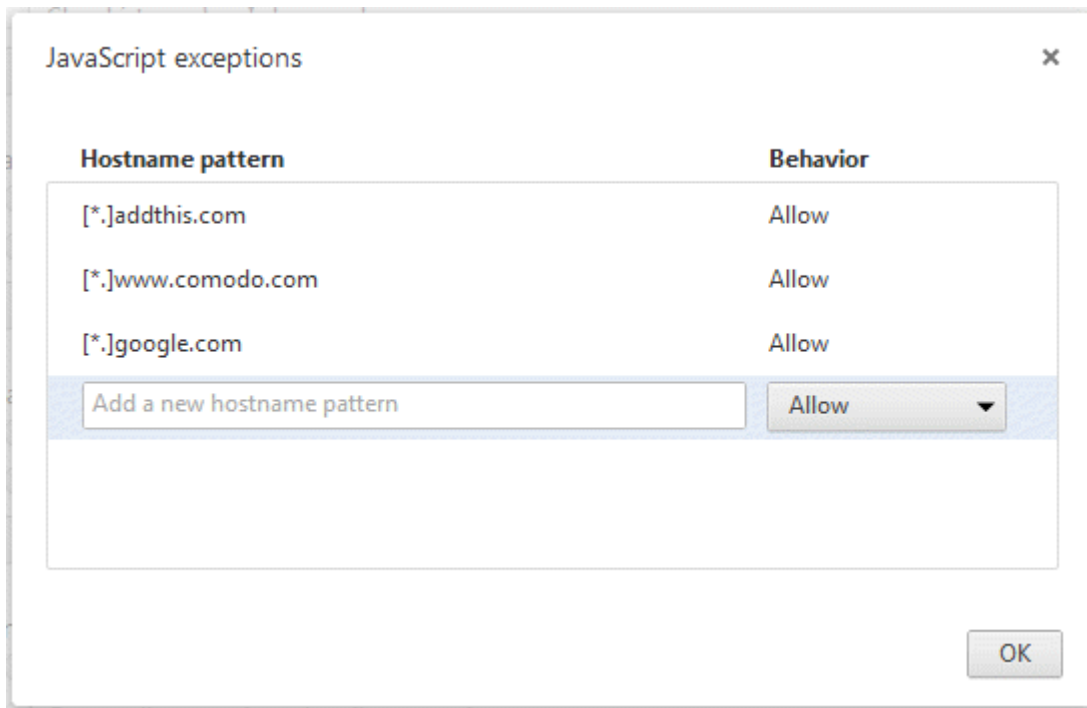 JavaScript exceptions ×
Hostname pattern Behavior
[*.]addthis.com Allow
[*.]www.comodo.com Allow
[*.]google.com Allow
Add a new hostname pattern Allow
OK